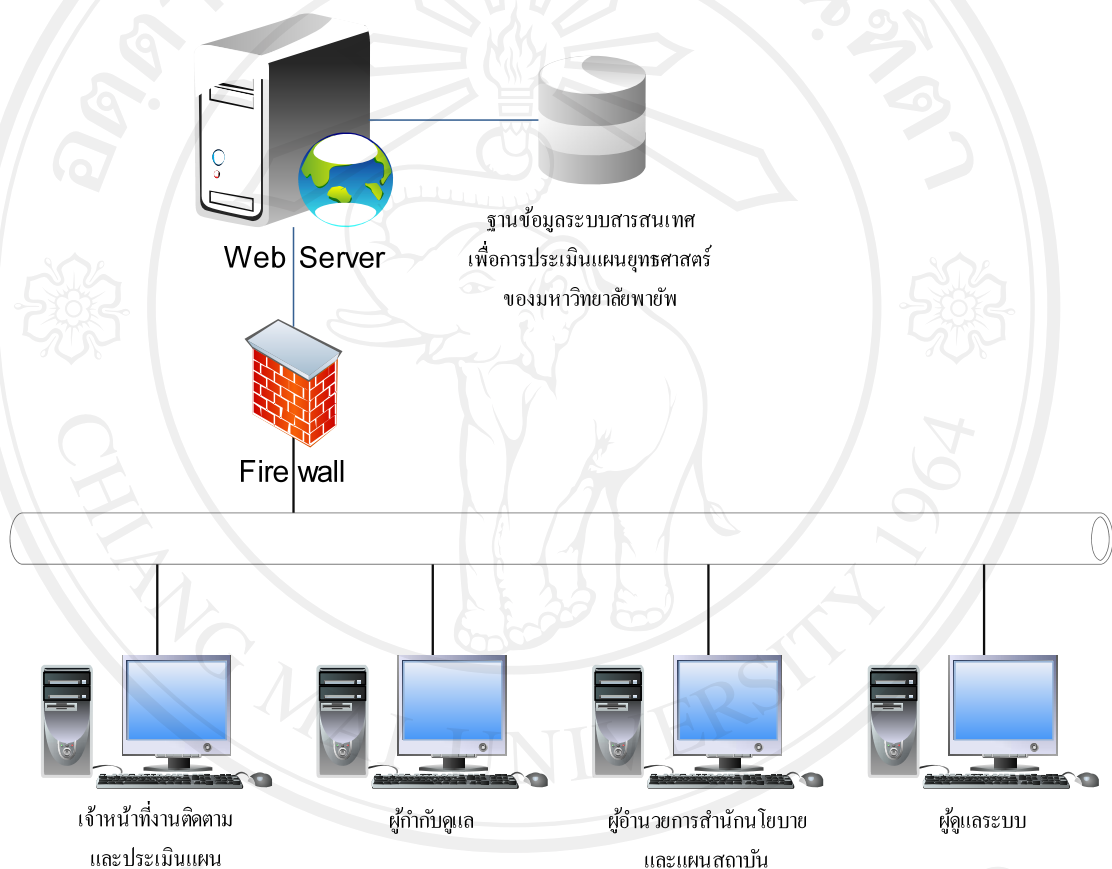 Web Server
ฐานข้อมูลระบบสารสนเทศ
เพื่อการประเมินแผนยุทธศาสตร์
ของมหาวิทยาลัยพายัพ
Firewall
เจ้าหน้าที่งานติดตาม
และประเมินแผน
ผู้กำกับดูแล
ผู้อำนวยการสำนักนโยบาย
และแผนสถาบัน
ผู้ดูแลระบบ
CHIANG MAI UNIVERSITY 1964